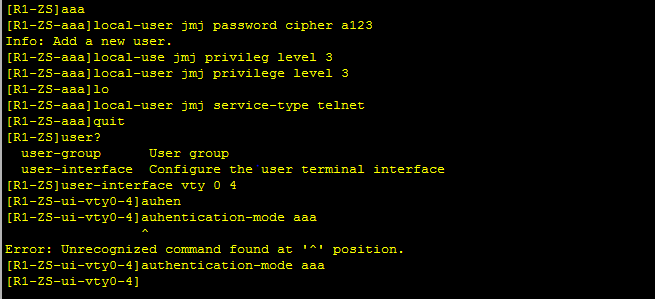 [R1-ZS]aaa
[R1-ZS-aaa]local-user jmj password cipher a123
Info: Add a new user.
[R1-ZS-aaa]local-use jmj privileg level 3
[R1-ZS-aaa]local-user jmj privilege level 3
[R1-ZS-aaa]lo
[R1-ZS-aaa]local-user jmj service-type telnet
[R1-ZS-aaa]quit
[R1-ZS]user?
  user-group      User group
  user-interface  Configure the user terminal interface
[R1-ZS]user-interface vty 0 4
[R1-ZS-ui-vty0-4]auhen
[R1-ZS-ui-vty0-4]auhentication-mode aaa
                 ^
Error: Unrecognized command found at '^' position.
[R1-ZS-ui-vty0-4]authentication-mode aaa
[R1-ZS-ui-vty0-4]